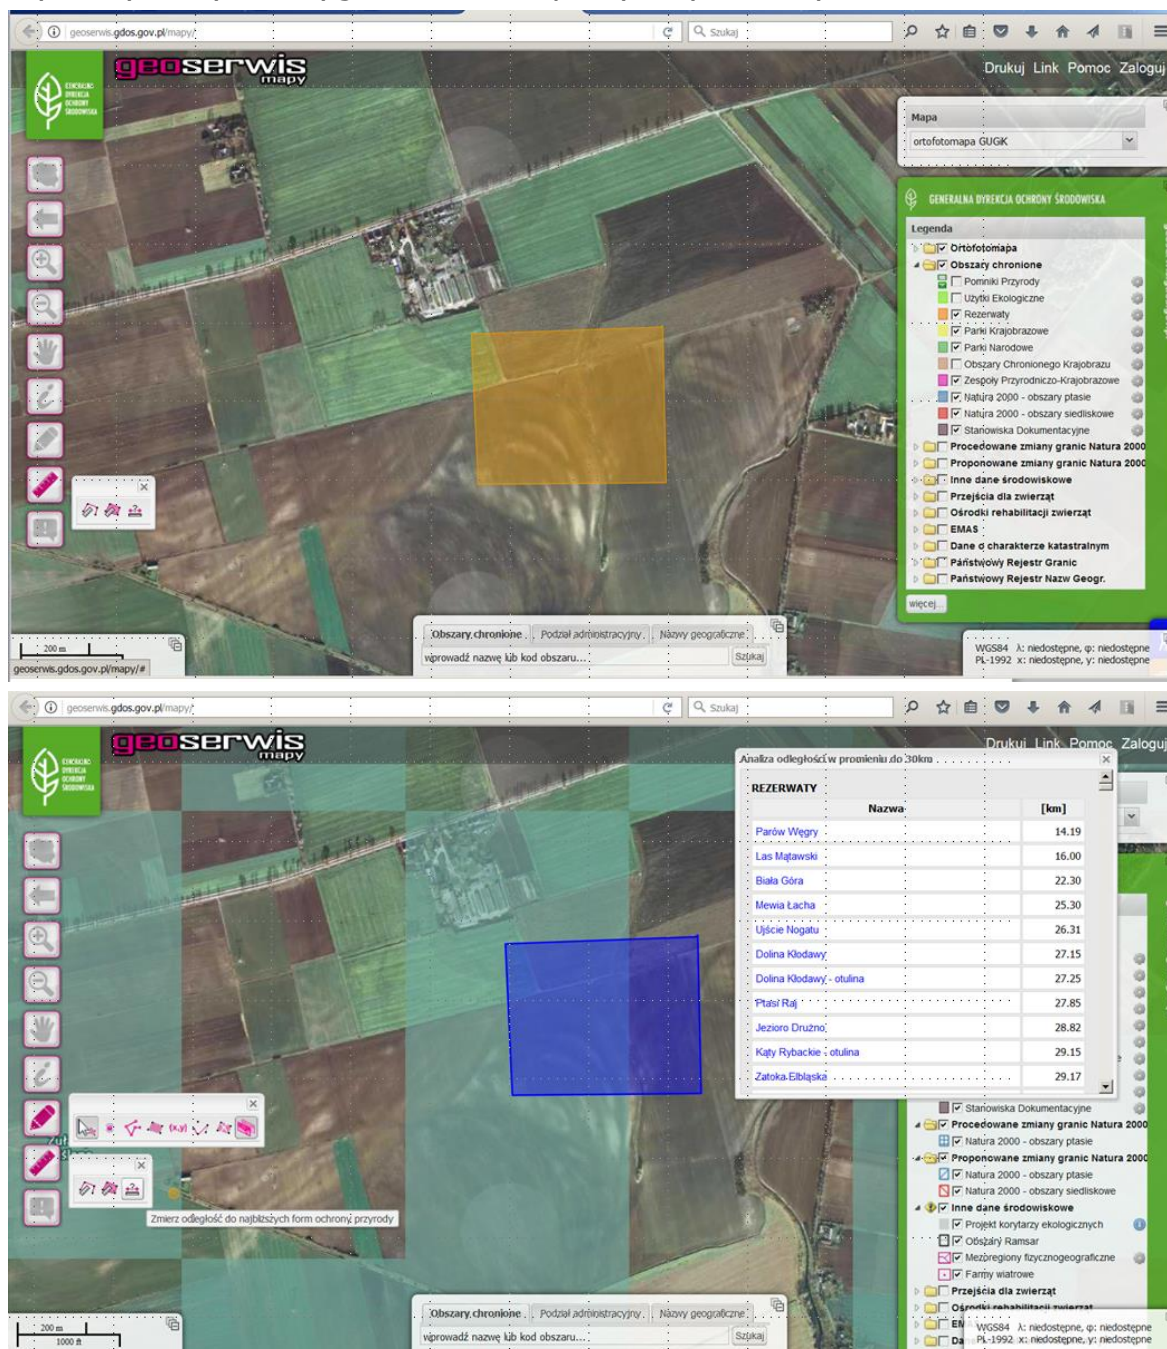 geoserwis.gdos.gov.pl/mapy/
Szukaj
GENERALNA
DYREKCJA
OCHRONY
ŚRODOWISKA
geoserwis
mapy
Drukuj Link Pomoc Zaloguj
Mapa
ortofotomapa GUGiK
GENERALNA DYREKCJA OCHRONY ŚRODOWISKA
Legenda
Ortofotomapa
Obszary chronione
Pomniki Przyrody
Użytki Ekologiczne
Rezerwaty
Parki Krajobrazowe
Parki Narodowe
Obszary Chronionego Krajobrazu
Zespoły Przyrodniczo-Krajobrazowe
Natura 2000 - obszary ptasie
Natura 2000 - obszary siedliskowe
Stanowiska Dokumentacyjne
Procedowane zmiany granic Natura 2000
Proponowane zmiany granic Natura 2000
Inne dane środowiskowe
Przejścia dla zwierząt
Ośrodki rehabilitacji zwierząt
EMAS
Dane o charakterze katastralnym
Państwowy Rejestr Granic
Państwowy Rejestr Nazw Geogr.
więcej...
Obszary chronione Podział administracyjny Nazwy geograficzne
wprowadź nazwę lub kod obszaru... Szukaj
200 m
geoserwis.gdos.gov.pl/mapy/#
WGS84 λ: niedostępne, φ: niedostępne
PL-1992 x: niedostępne, y: niedostępne
geoserwis.gdos.gov.pl/mapy/
Szukaj
GENERALNA
DYREKCJA
OCHRONY
ŚRODOWISKA
geoserwis
mapy
Drukuj Link Pomoc Zaloguj
Analiza odległości w promieniu do 30km
REZERWATY
Nazwa [km]
Parów Węgry 14.19
Las Mątawski 16.00
Biała Góra 22.30
Mewia Łacha 25.30
Ujście Nogatu 26.31
Dolina Kłodawy 27.15
Dolina Kłodawy - otulina 27.25
Ptasi Raj 27.85
Jezioro Drużno 28.82
Kąty Rybackie - otulina 29.15
Zatoka Elbląska 29.17
Stanowiska Dokumentacyjne
Procedowane zmiany granic Natura 2000
Natura 2000 - obszary ptasie
Proponowane zmiany granic Natura 2000
Natura 2000 - obszary ptasie
Natura 2000 - obszary siedliskowe
Inne dane środowiskowe
Projekt korytarzy ekologicznych
Obszary Ramsar
Mezoregiony fizycznogeograficzne
Farmy wiatrowe
Przejścia dla zwierząt
Ośrodki rehabilitacji zwierząt
(x,y)
Zmierz odległość do najbliższych form ochrony przyrody
Obszary chronione Podział administracyjny Nazwy geograficzne
wprowadź nazwę lub kod obszaru... Szukaj
200 m
1000 ft
WGS84 λ: niedostępne, φ: niedostępne
PL-1992 x: niedostępne, y: niedostępne